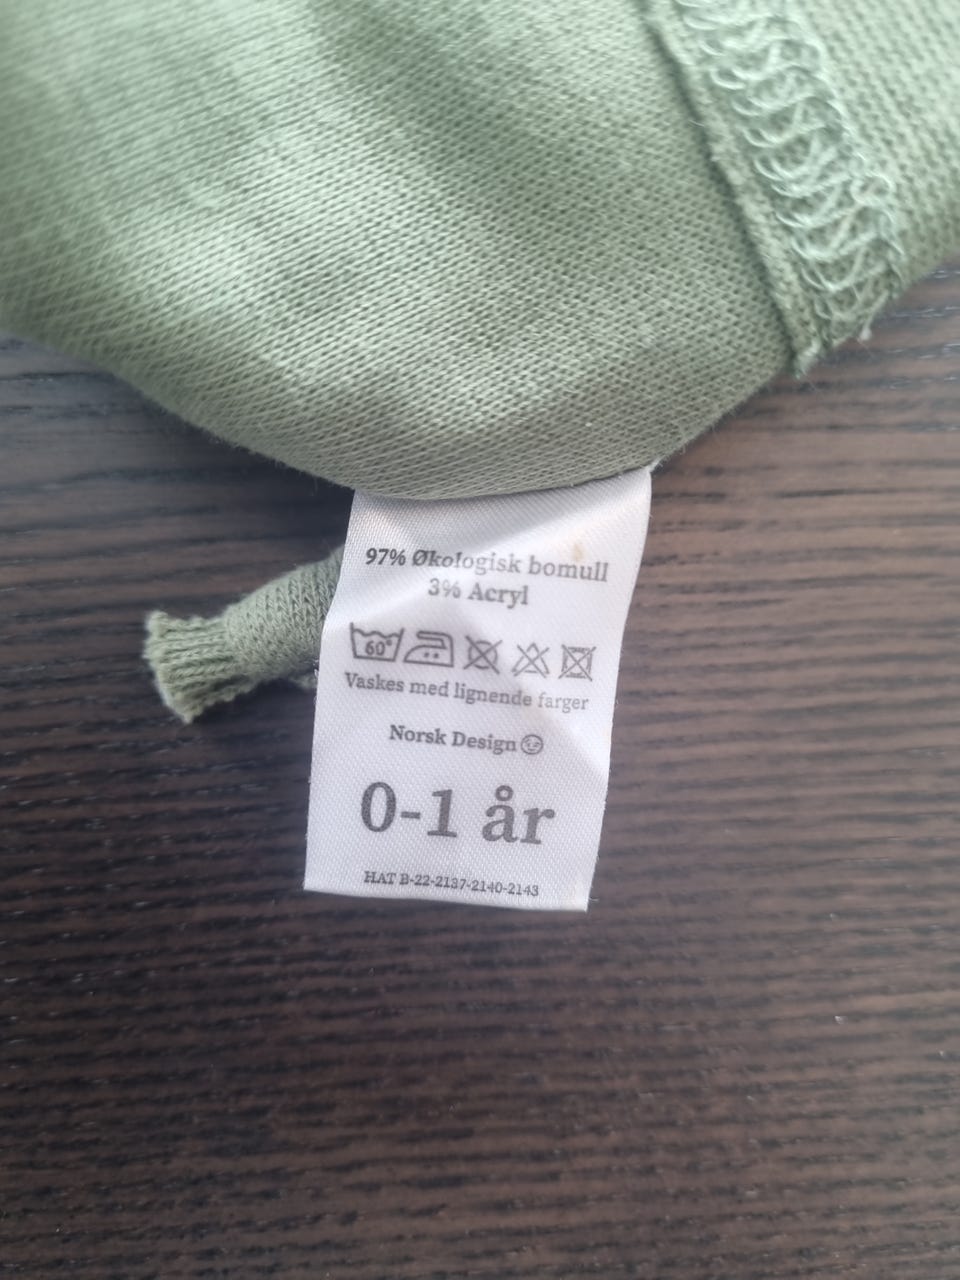 97% Økologisk bomull
3% Acryl
60°
Vaskes med lignende farger
Norsk Design
0-1 år
HAT B-22-2137-2140-2143